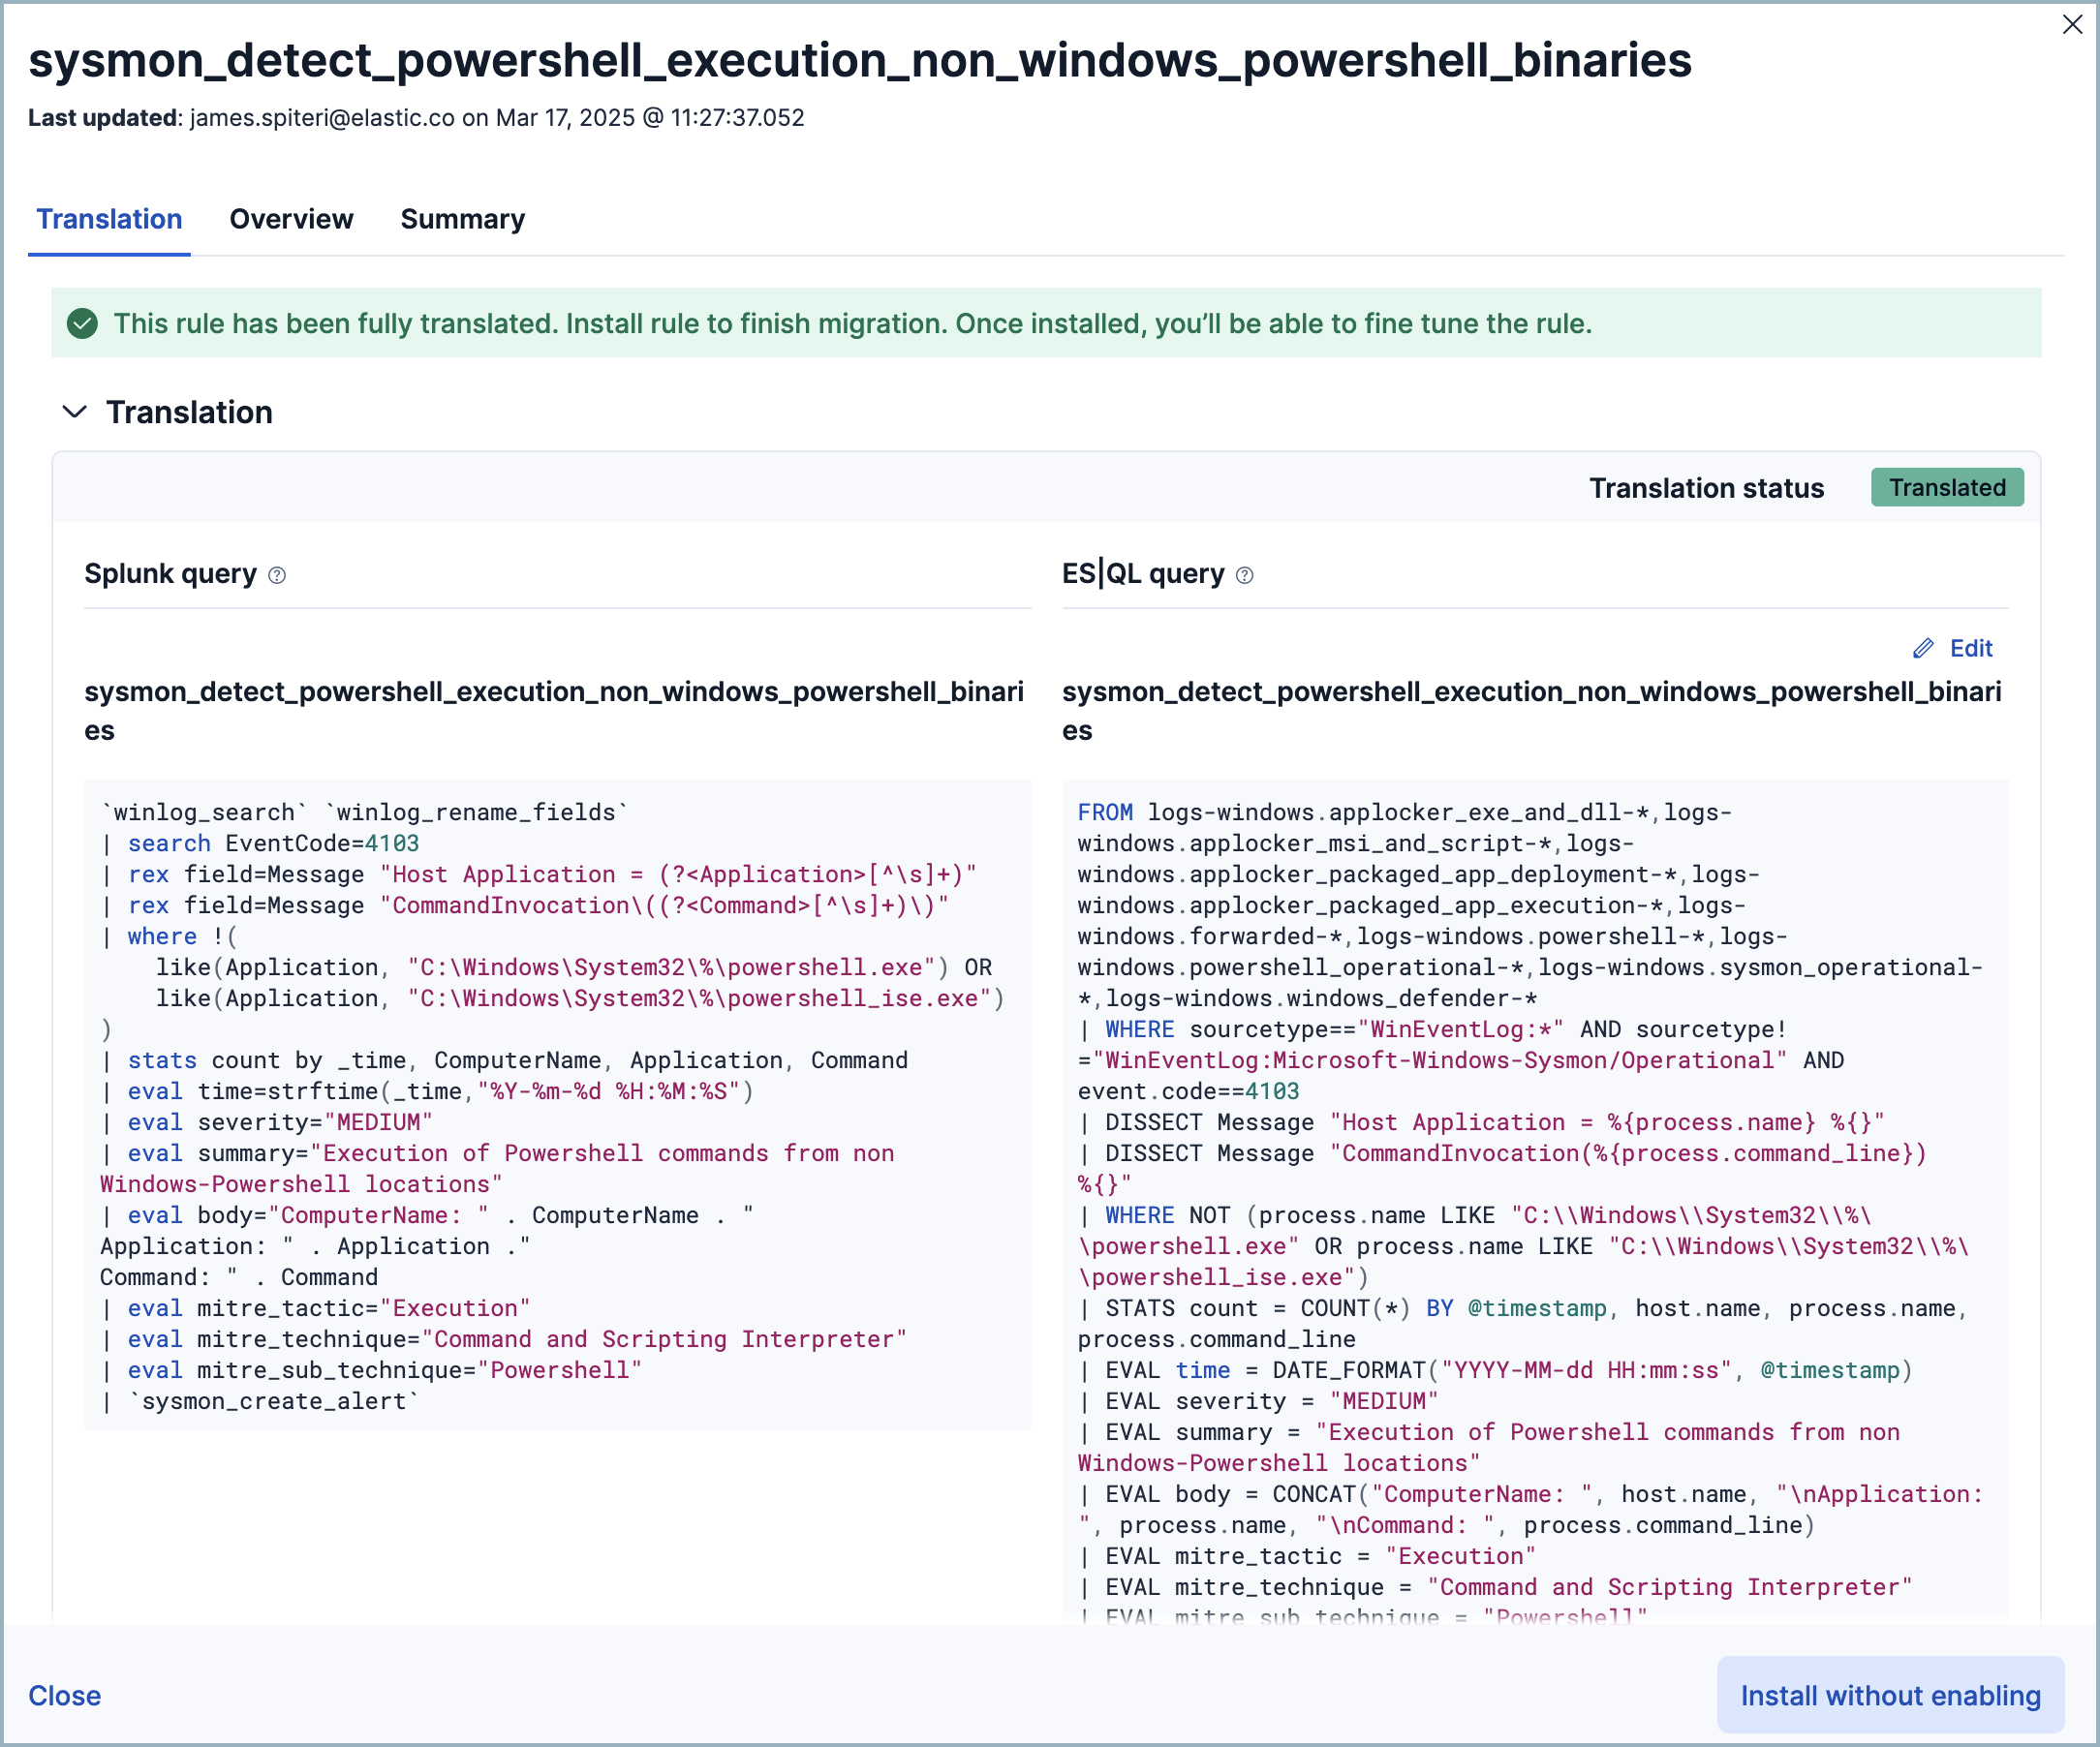 sysmon_detect_powershell_execution_non_windows_powershell_binaries
Last updated: james.spiteri@elastic.co on Mar 17, 2025 @ 11:27:37.052
Translation Overview Summary
This rule has been fully translated. Install rule to finish migration. Once installed, you’ll be able to fine tune the rule.
Translation
Translation status Translated
Splunk query
sysmon_detect_powershell_execution_non_windows_powershell_binari
es
`winlog_search` `winlog_rename_fields`
| search EventCode=4103
| rex field=Message "Host Application = (?<Application>[^\s]+)"
| rex field=Message "CommandInvocation\((?<Command>[^\s]+)\)"
| where !(
    like(Application, "C:\Windows\System32\%\powershell.exe") OR
    like(Application, "C:\Windows\System32\%\powershell_ise.exe")
)
| stats count by _time, ComputerName, Application, Command
| eval time=strftime(_time,"%Y-%m-%d %H:%M:%S")
| eval severity="MEDIUM"
| eval summary="Execution of Powershell commands from non
Windows-Powershell locations"
| eval body="ComputerName: " . ComputerName . "
Application: " . Application ."
Command: " . Command
| eval mitre_tactic="Execution"
| eval mitre_technique="Command and Scripting Interpreter"
| eval mitre_sub_technique="Powershell"
| `sysmon_create_alert`
ES|QL query
Edit
sysmon_detect_powershell_execution_non_windows_powershell_binari
es
FROM logs-windows.applocker_exe_and_dll-*,logs-
windows.applocker_msi_and_script-*,logs-
windows.applocker_packaged_app_deployment-*,logs-
windows.applocker_packaged_app_execution-*,logs-
windows.forwarded-*,logs-windows.powershell-*,logs-
windows.powershell_operational-*,logs-windows.sysmon_operational-
*,logs-windows.windows_defender-*
| WHERE sourcetype=="WinEventLog:*" AND sourcetype!
="WinEventLog:Microsoft-Windows-Sysmon/Operational" AND
event.code==4103
| DISSECT Message "Host Application = %{process.name} %{}"
| DISSECT Message "CommandInvocation(%{process.command_line})
%{}"
| WHERE NOT (process.name LIKE "C:\\Windows\\System32\\%\
\powershell.exe" OR process.name LIKE "C:\\Windows\\System32\\%\
\powershell_ise.exe")
| STATS count = COUNT(*) BY @timestamp, host.name, process.name,
process.command_line
| EVAL time = DATE_FORMAT("YYYY-MM-dd HH:mm:ss", @timestamp)
| EVAL severity = "MEDIUM"
| EVAL summary = "Execution of Powershell commands from non
Windows-Powershell locations"
| EVAL body = CONCAT("ComputerName: ", host.name, "\nApplication:
", process.name, "\nCommand: ", process.command_line)
| EVAL mitre_tactic = "Execution"
| EVAL mitre_technique = "Command and Scripting Interpreter"
| EVAL mitre_sub_technique = "Powershell"
Close
Install without enabling